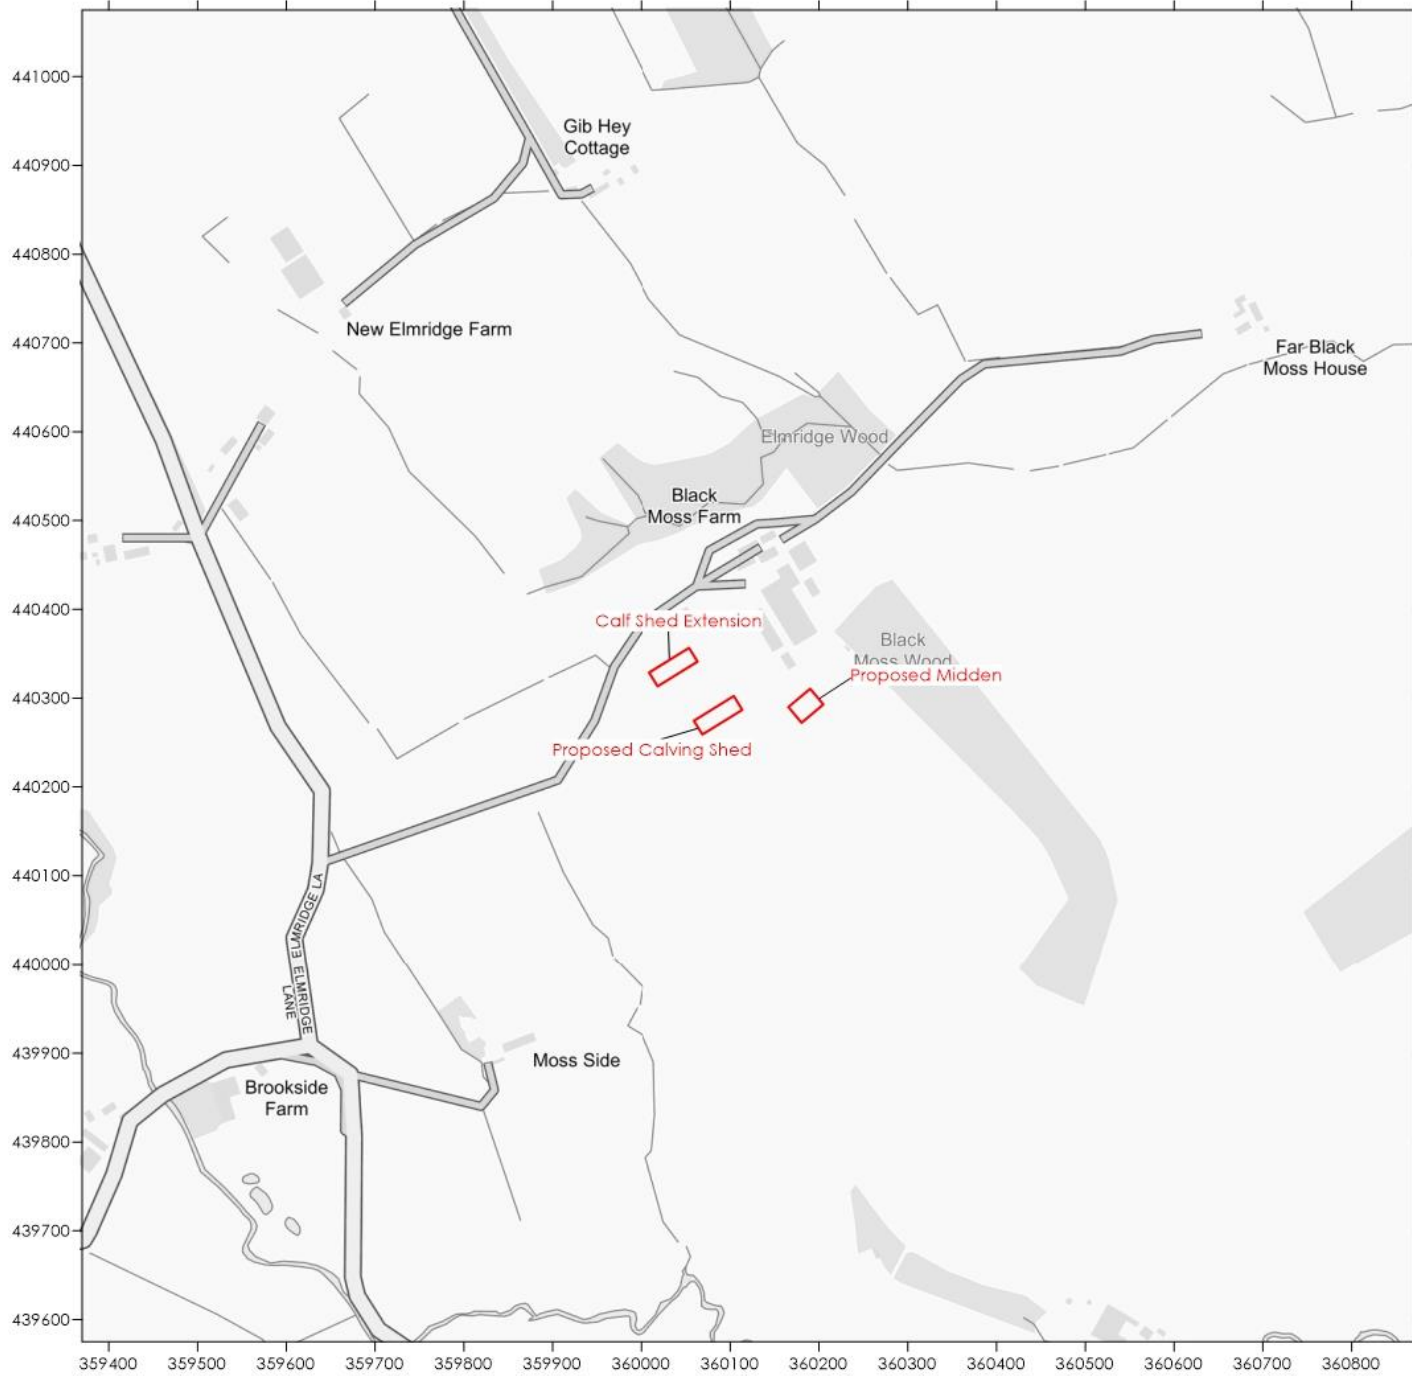 441000
Gib Hey
Cottage
440900
440800
New Elmridge Farm
440700
Far Black
Moss House
440600
Elmridge Wood
Black
Moss Farm
440500
440400
Calf Shed Extension
Black
Moss Wood
Proposed Midden
440300
Proposed Calving Shed
440200
440100
ELMRIDGE LA
440000
ELMRIDGE
LANE
439900
Moss Side
Brookside
Farm
439800
439700
439600
359400 359500 359600 359700 359800 359900 360000 360100 360200 360300 360400 360500 360600 360700 360800